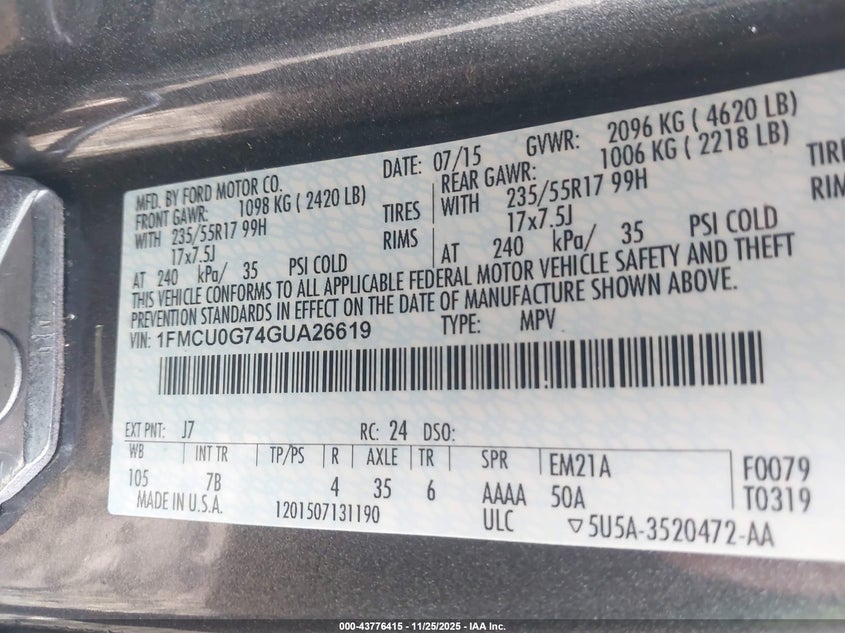 MFD. BY FORD MOTOR CO. DATE: 07/15 GVWR: 2096 KG ( 4620 LB)
FRONT GAWR: 1098 KG ( 2420 LB) REAR GAWR: 1006 KG ( 2218 LB)
WITH 235/55R17 99H TIRES WITH 235/55R17 99H TIRE
17x7.5J RIMS 17x7.5J RIM
AT 240 kPa/ 35 PSI COLD AT 240 kPa/ 35 PSI COLD
THIS VEHICLE CONFORMS TO ALL APPLICABLE FEDERAL MOTOR VEHICLE SAFETY AND THEFT
PREVENTION STANDARDS IN EFFECT ON THE DATE OF MANUFACTURE SHOWN ABOVE.
VIN: 1FMCU0G74GUA26619 TYPE: MPV
EXT PNT: J7 RC: 24 DSO:
WB INT TR TP/PS R AXLE TR SPR EM21A F0079
105 7B 4 35 6 AAAA 50A T0319
MADE IN U.S.A. 1201507131190 ULC ▽5U5A-3520472-AA
000-43776415 - 11/25/2025 - IAA Inc.